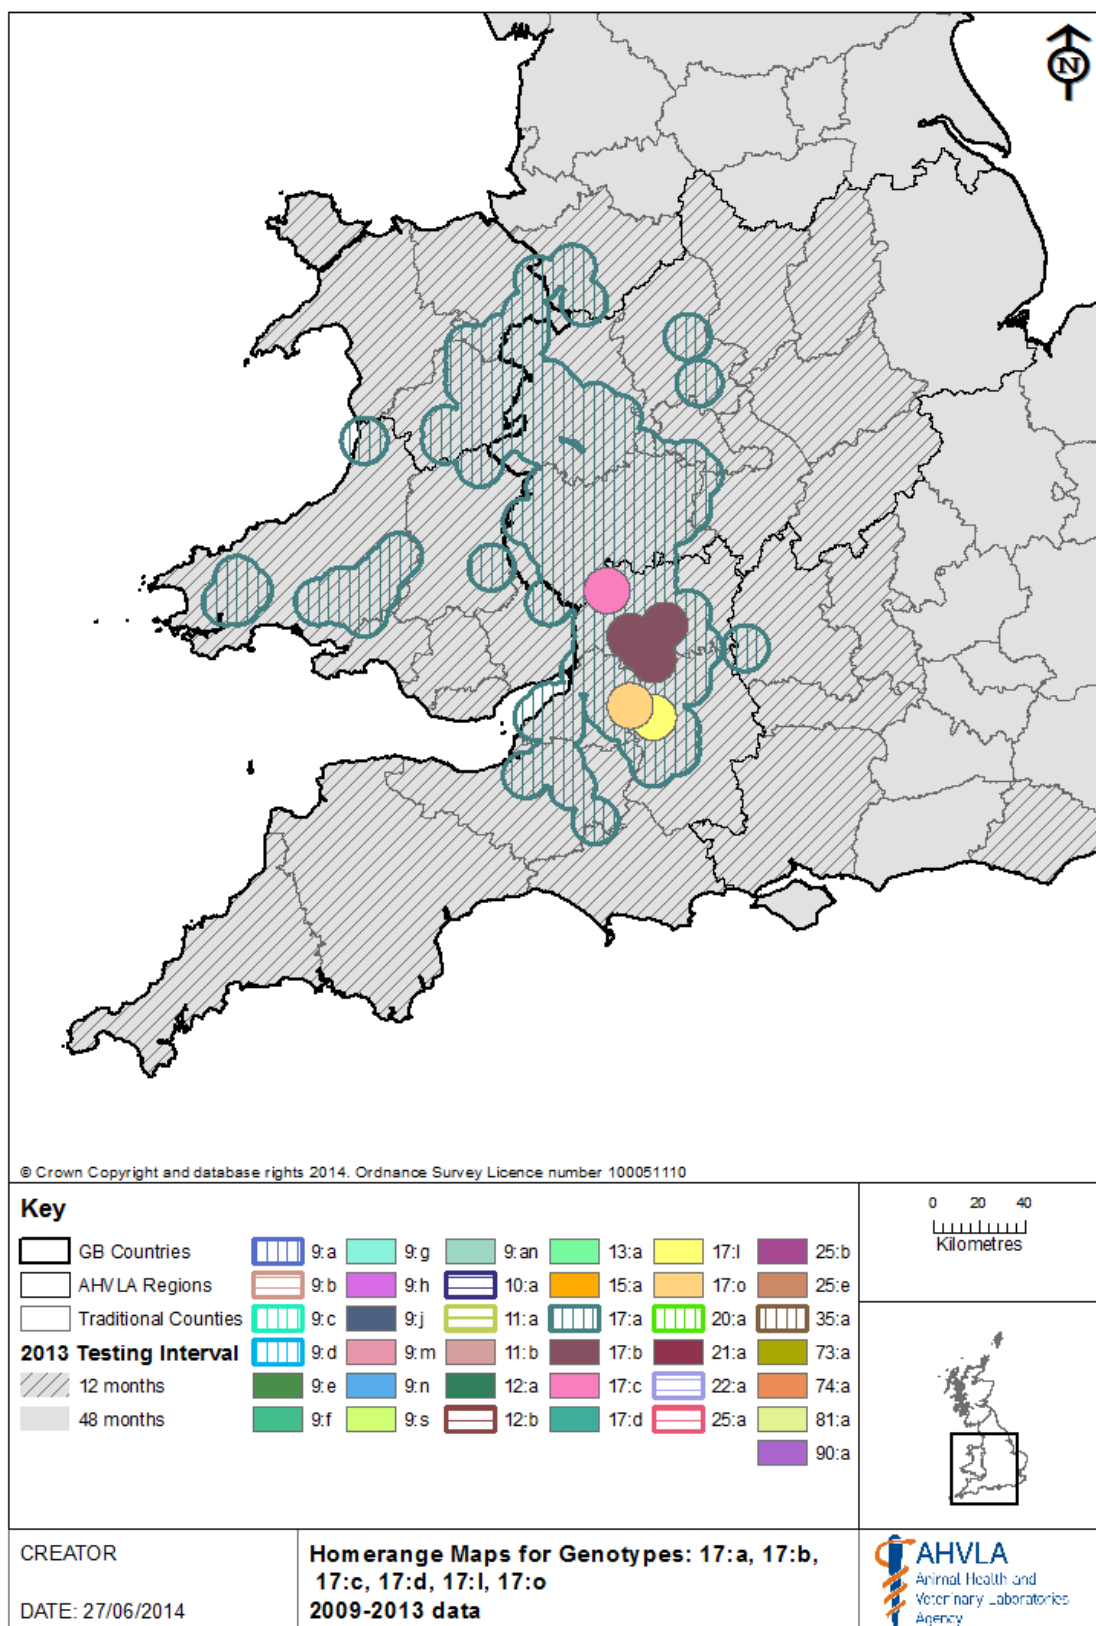 N
© Crown Copyright and database rights 2014. Ordnance Survey Licence number 100051110
Key
GB Countries
AHVLA Regions
Traditional Counties
2013 Testing Interval
12 months
48 months
9:a
9:b
9:c
9:d
9:e
9:f
9:g
9:h
9:j
9:m
9:n
9:s
9:an
10:a
11:a
11:b
12:a
12:b
13:a
15:a
17:a
17:b
17:c
17:d
17:l
17:o
20:a
21:a
22:a
25:a
25:b
25:e
35:a
73:a
74:a
81:a
90:a
0 20 40
Kilometres
CREATOR
DATE: 27/06/2014
Homerange Maps for Genotypes: 17:a, 17:b,
17:c, 17:d, 17:l, 17:o
2009-2013 data
AHVLA
Animal Health and
Veterinary Laboratories
Agency